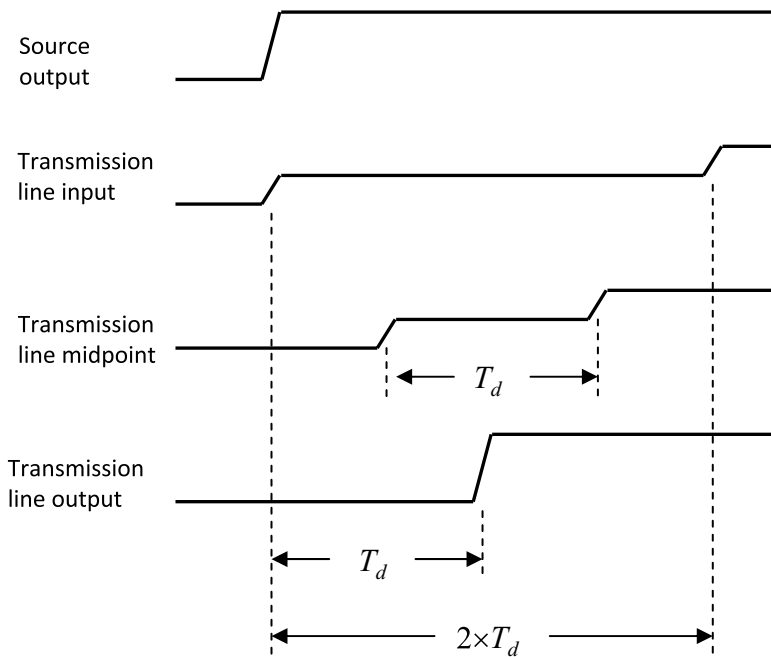 Source
output
Transmission
line input
Transmission
line midpoint
T_d
Transmission
line output
T_d
2×T_d